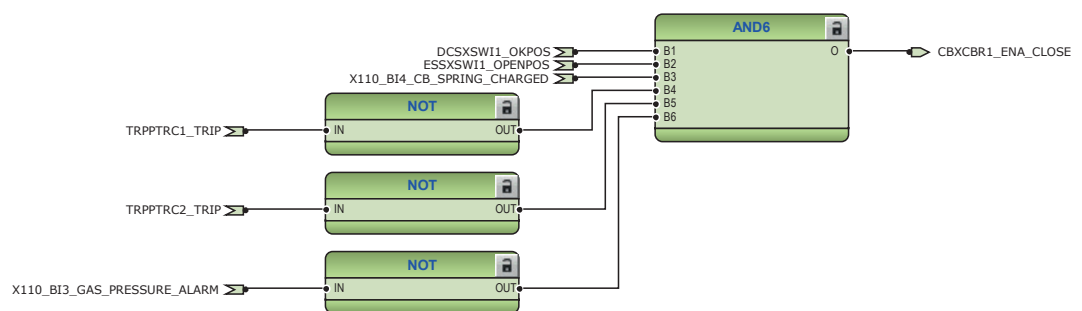 AND6
DCSXSWI1_OKPOS B1 O CBXCBR1_ENA_CLOSE
ESSXSWI1_OPENPOS B2
X110_BI4_CB_SPRING_CHARGED B3
B4
B5
B6
NOT
TRPPTRC1_TRIP IN OUT
NOT
TRPPTRC2_TRIP IN OUT
NOT
X110_BI3_GAS_PRESSURE_ALARM IN OUT